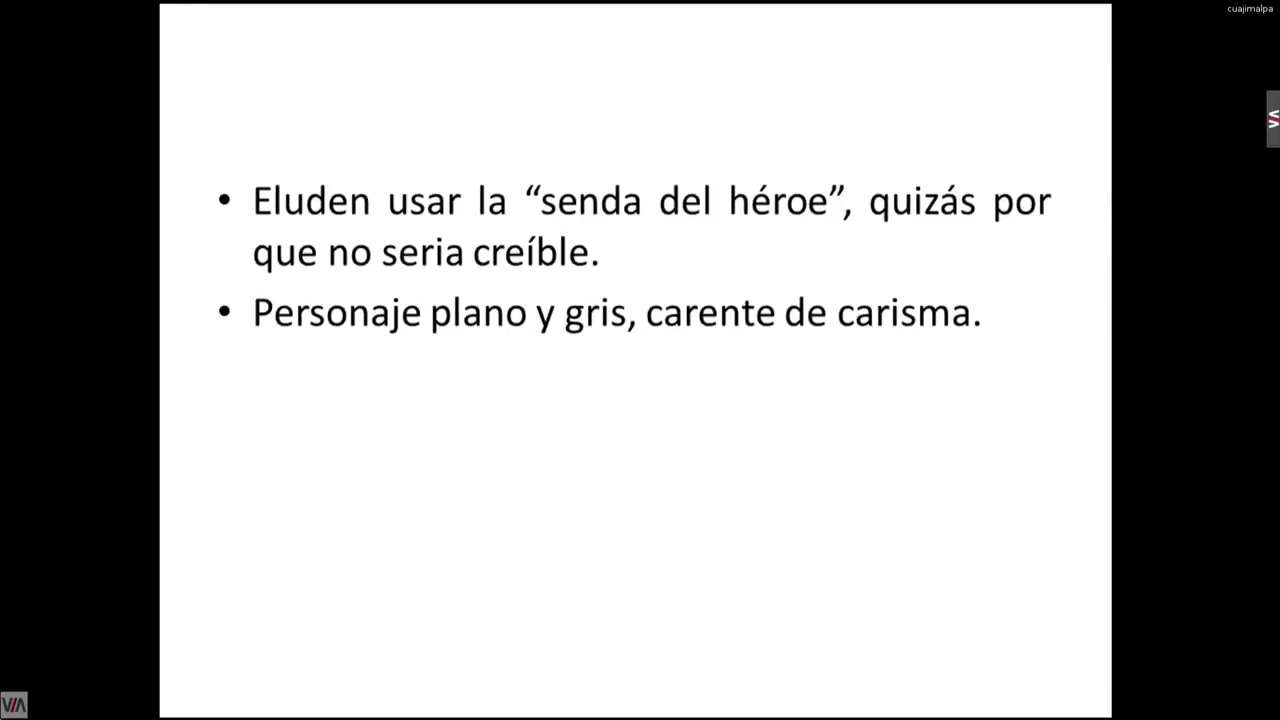 cuajimalpa
• Eluden usar la “senda del héroe”, quizás por
que no seria creíble.
• Personaje plano y gris, carente de carisma.
VIA